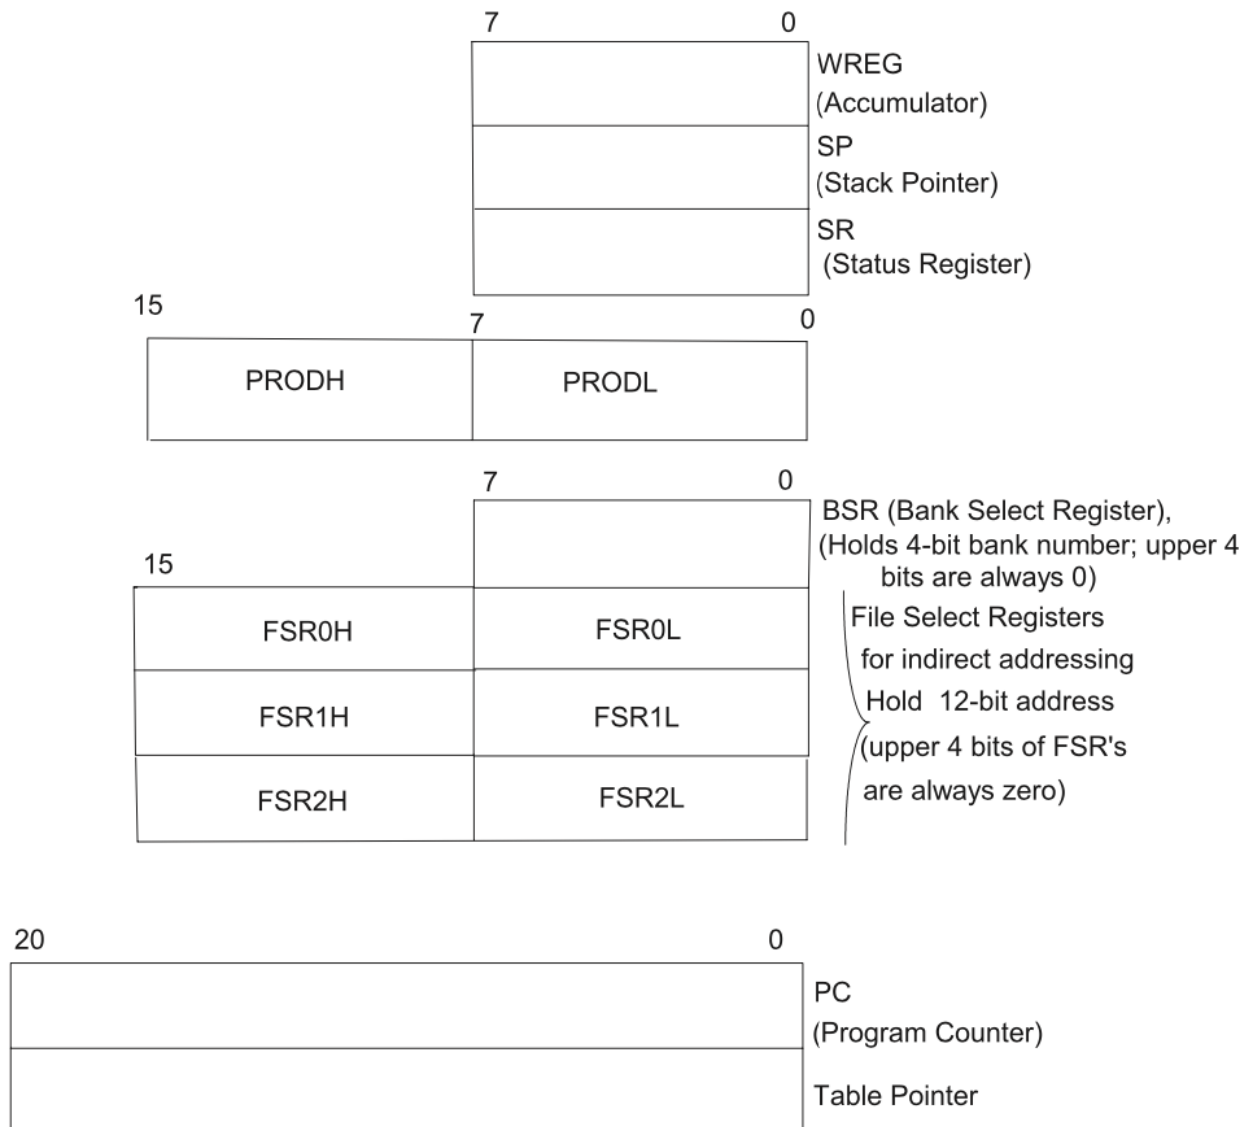 7 0
WREG
(Accumulator)
SP
(Stack Pointer)
SR
(Status Register)
15 7 0
PRODH PRODL
7 0
BSR (Bank Select Register),
(Holds 4-bit bank number; upper 4
bits are always 0)
15
FSR0H FSR0L
File Select Registers
for indirect addressing
FSR1H FSR1L
Hold 12-bit address
(upper 4 bits of FSR's
are always zero)
FSR2H FSR2L
20 0
PC
(Program Counter)
Table Pointer